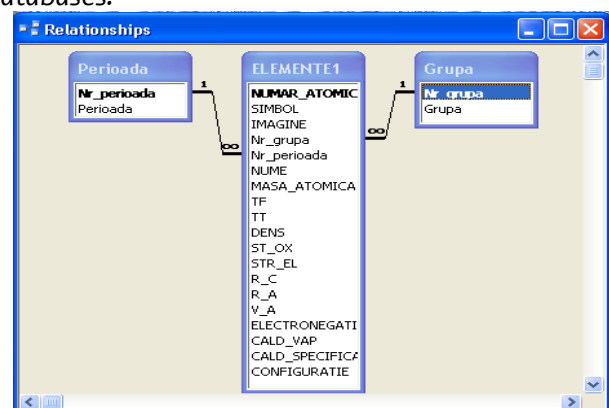 atabases.
Relationships
Perioada
Nr_perioada
Perioada
1
∞
ELEMENTE1
NUMAR_ATOMIC
SIMBOL
IMAGINE
Nr_grupa
Nr_perioada
NUME
MASA_ATOMICA
TF
TT
DENS
ST_OX
STR_EL
R_C
R_A
V_A
ELECTRONEGATI
CALD_VAP
CALD_SPECIFICA
CONFIGURATIE
1
∞
Grupa
Nr_grupa
Grupa